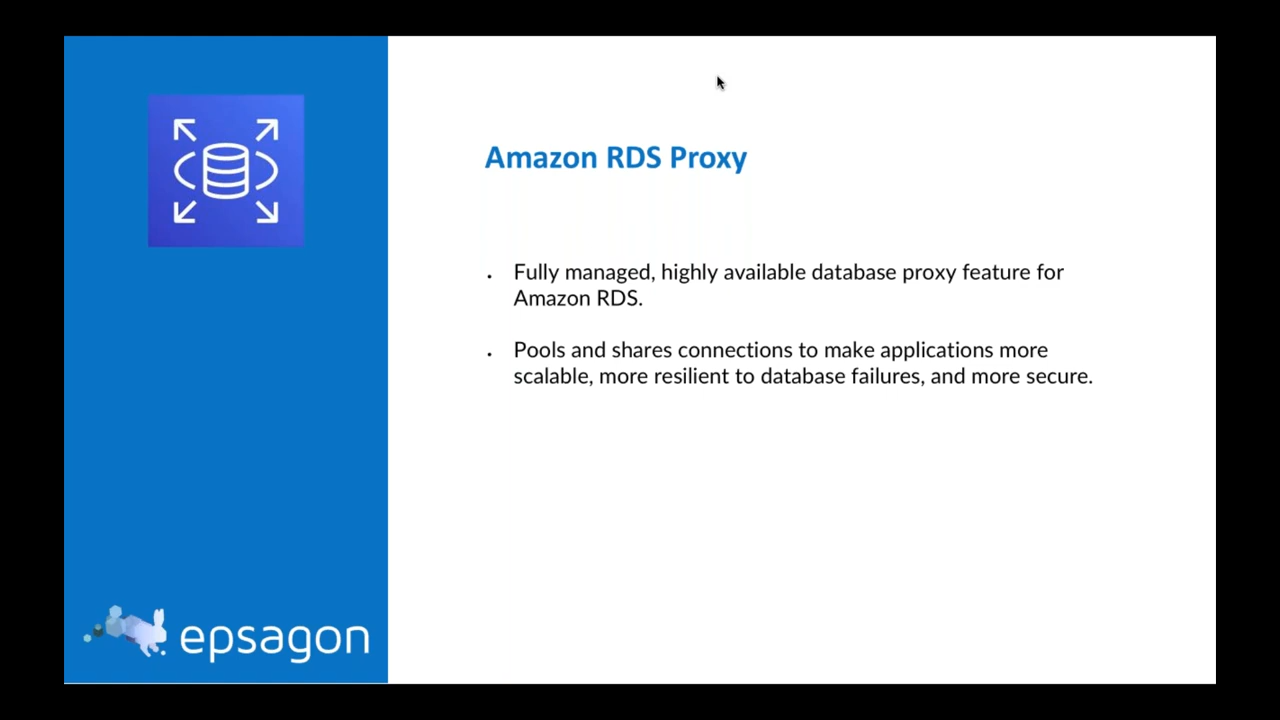 Amazon RDS Proxy
. Fully managed, highly available database proxy feature for
Amazon RDS.
. Pools and shares connections to make applications more
scalable, more resilient to database failures, and more secure.
epsagon